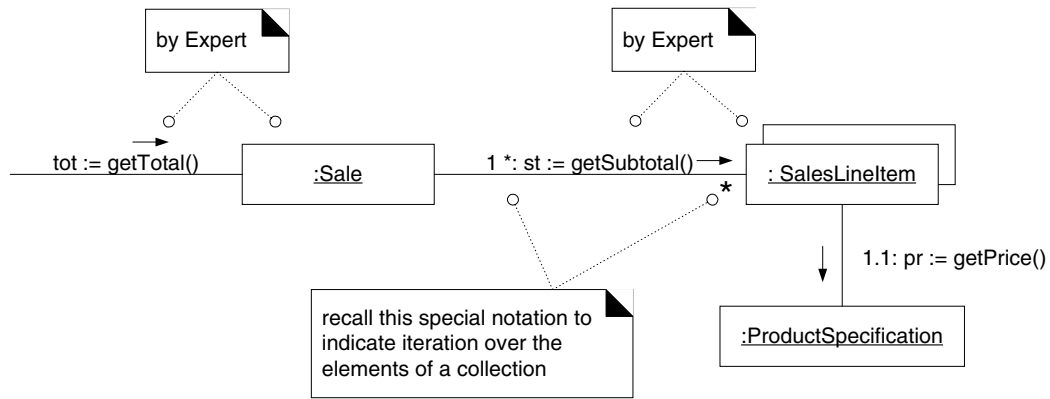 by Expert
by Expert
tot := getTotal()
:Sale
1 *: st := getSubtotal()
*
: SalesLineItem
1.1: pr := getPrice()
recall this special notation to
indicate iteration over the
elements of a collection
:ProductSpecification